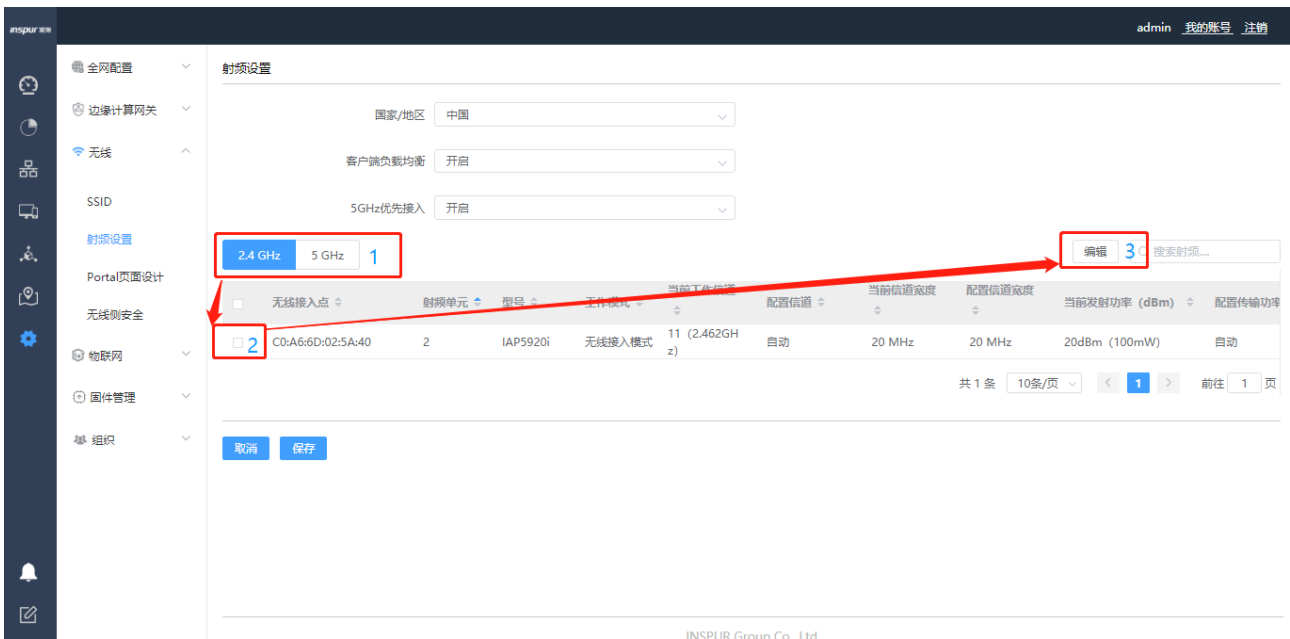 inspur 浪潮
admin 我的账号 注销
全网配置
边缘计算网关
无线
SSID
射频设置
Portal页面设计
无线侧安全
物联网
固件管理
组织
射频设置
国家/地区 中国
客户端负载均衡 开启
5GHz优先接入 开启
2.4 GHz 5 GHz 1
编辑 3 搜索射频....
无线接入点 射频单元 型号 工作模式 当前工作信道 配置信道 当前信道宽度 配置信道宽度 当前发射功率 (dBm) 配置传输功率
2 C0:A6:6D:02:5A:40 2 IAP5920i 无线接入模式 11 (2.462GH
z) 自动 20 MHz 20 MHz 20dBm (100mW) 自动
共 1 条 10条/页 < 1 > 前往 1 页
取消 保存
INSPUR Group Co., Ltd